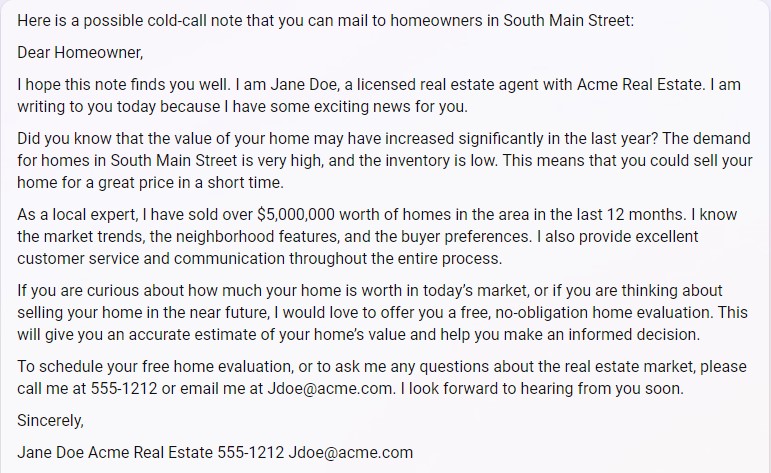 Here is a possible cold-call note that you can mail to homeowners in South Main Street:
Dear Homeowner,
I hope this note finds you well. I am Jane Doe, a licensed real estate agent with Acme Real Estate. I am
writing to you today because I have some exciting news for you.
Did you know that the value of your home may have increased significantly in the last year? The demand
for homes in South Main Street is very high, and the inventory is low. This means that you could sell your
home for a great price in a short time.
As a local expert, I have sold over $5,000,000 worth of homes in the area in the last 12 months. I know
the market trends, the neighborhood features, and the buyer preferences. I also provide excellent
customer service and communication throughout the entire process.
If you are curious about how much your home is worth in today’s market, or if you are thinking about
selling your home in the near future, I would love to offer you a free, no-obligation home evaluation. This
will give you an accurate estimate of your home’s value and help you make an informed decision.
To schedule your free home evaluation, or to ask me any questions about the real estate market, please
call me at 555-1212 or email me at Jdoe@acme.com. I look forward to hearing from you soon.
Sincerely,
Jane Doe Acme Real Estate 555-1212 Jdoe@acme.com